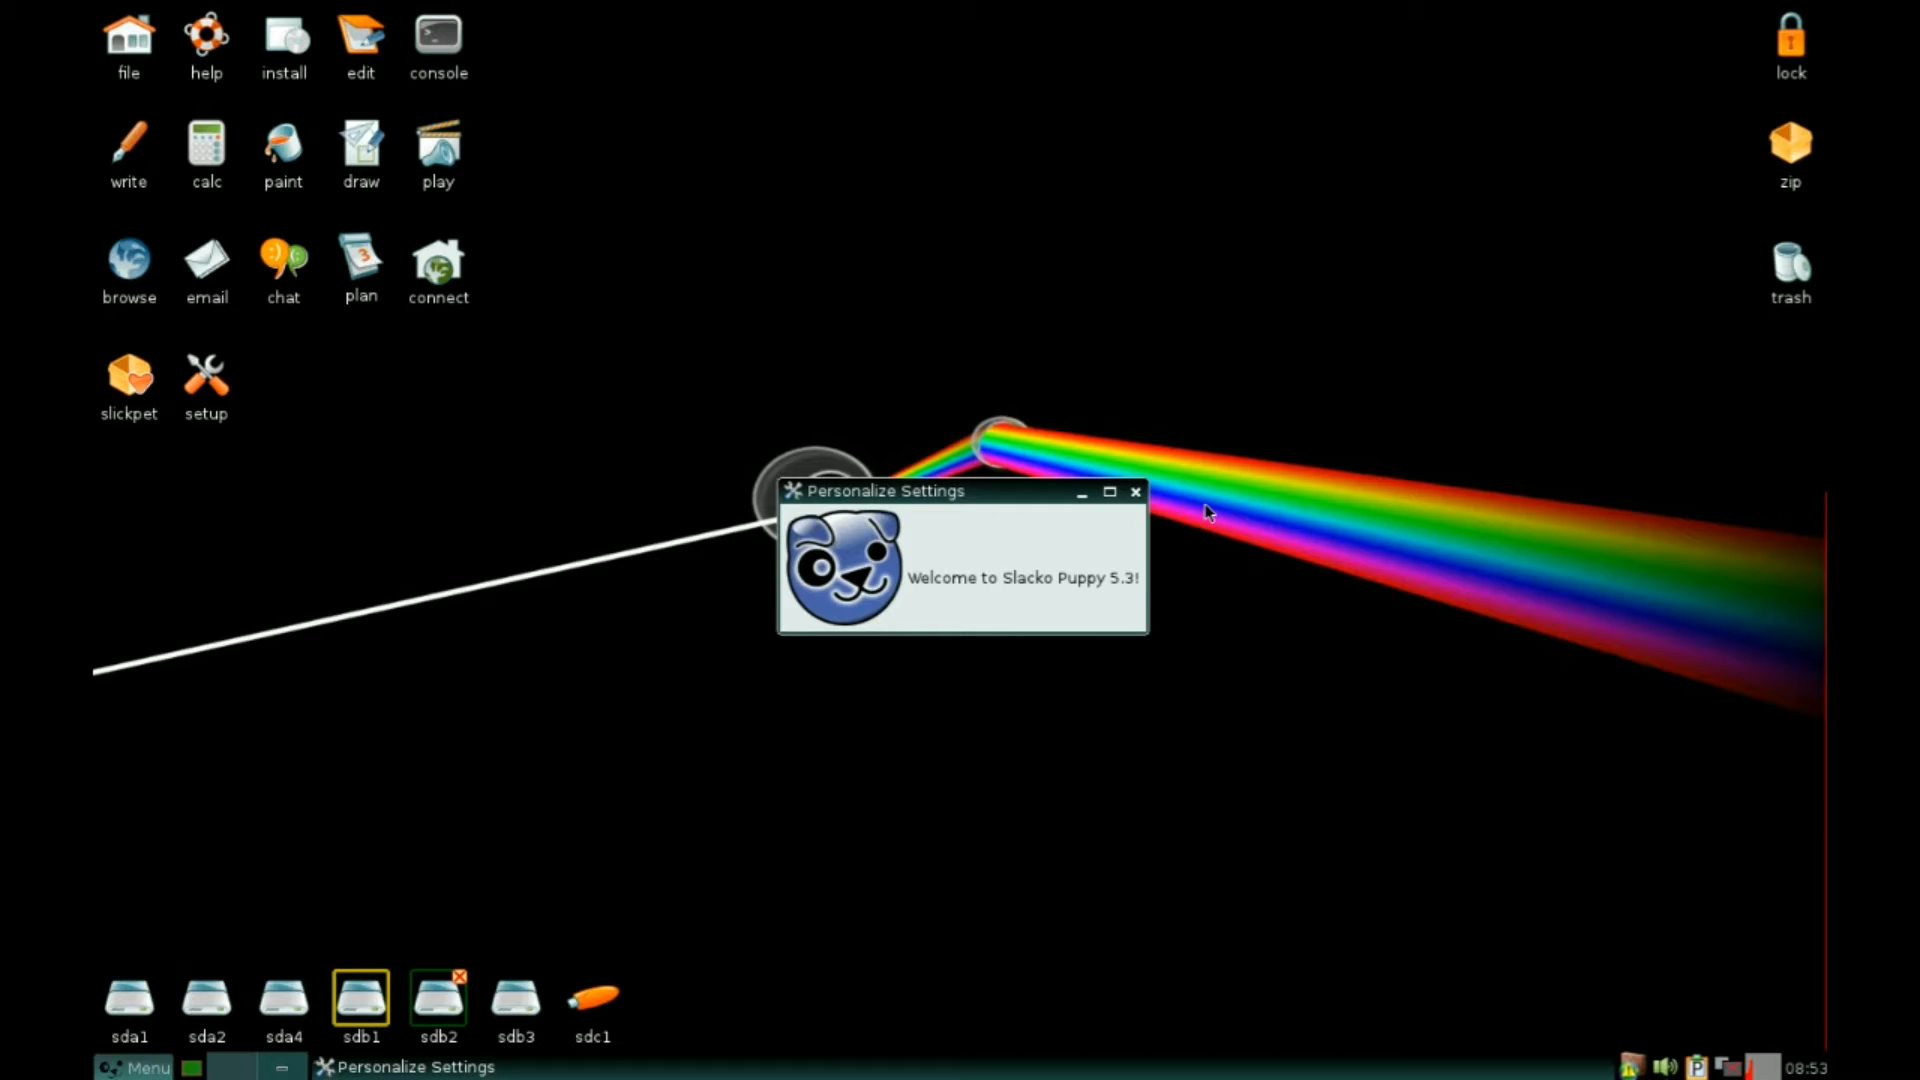 file help install edit console
lock
write calc paint draw play
zip
browse email chat plan connect
trash
slickpet setup
Personalize Settings
Welcome to Slacko Puppy 5.3!
sda1 sda2 sda4 sdb1 sdb2 sdb3 sdc1
Menu
Personalize Settings
08:53